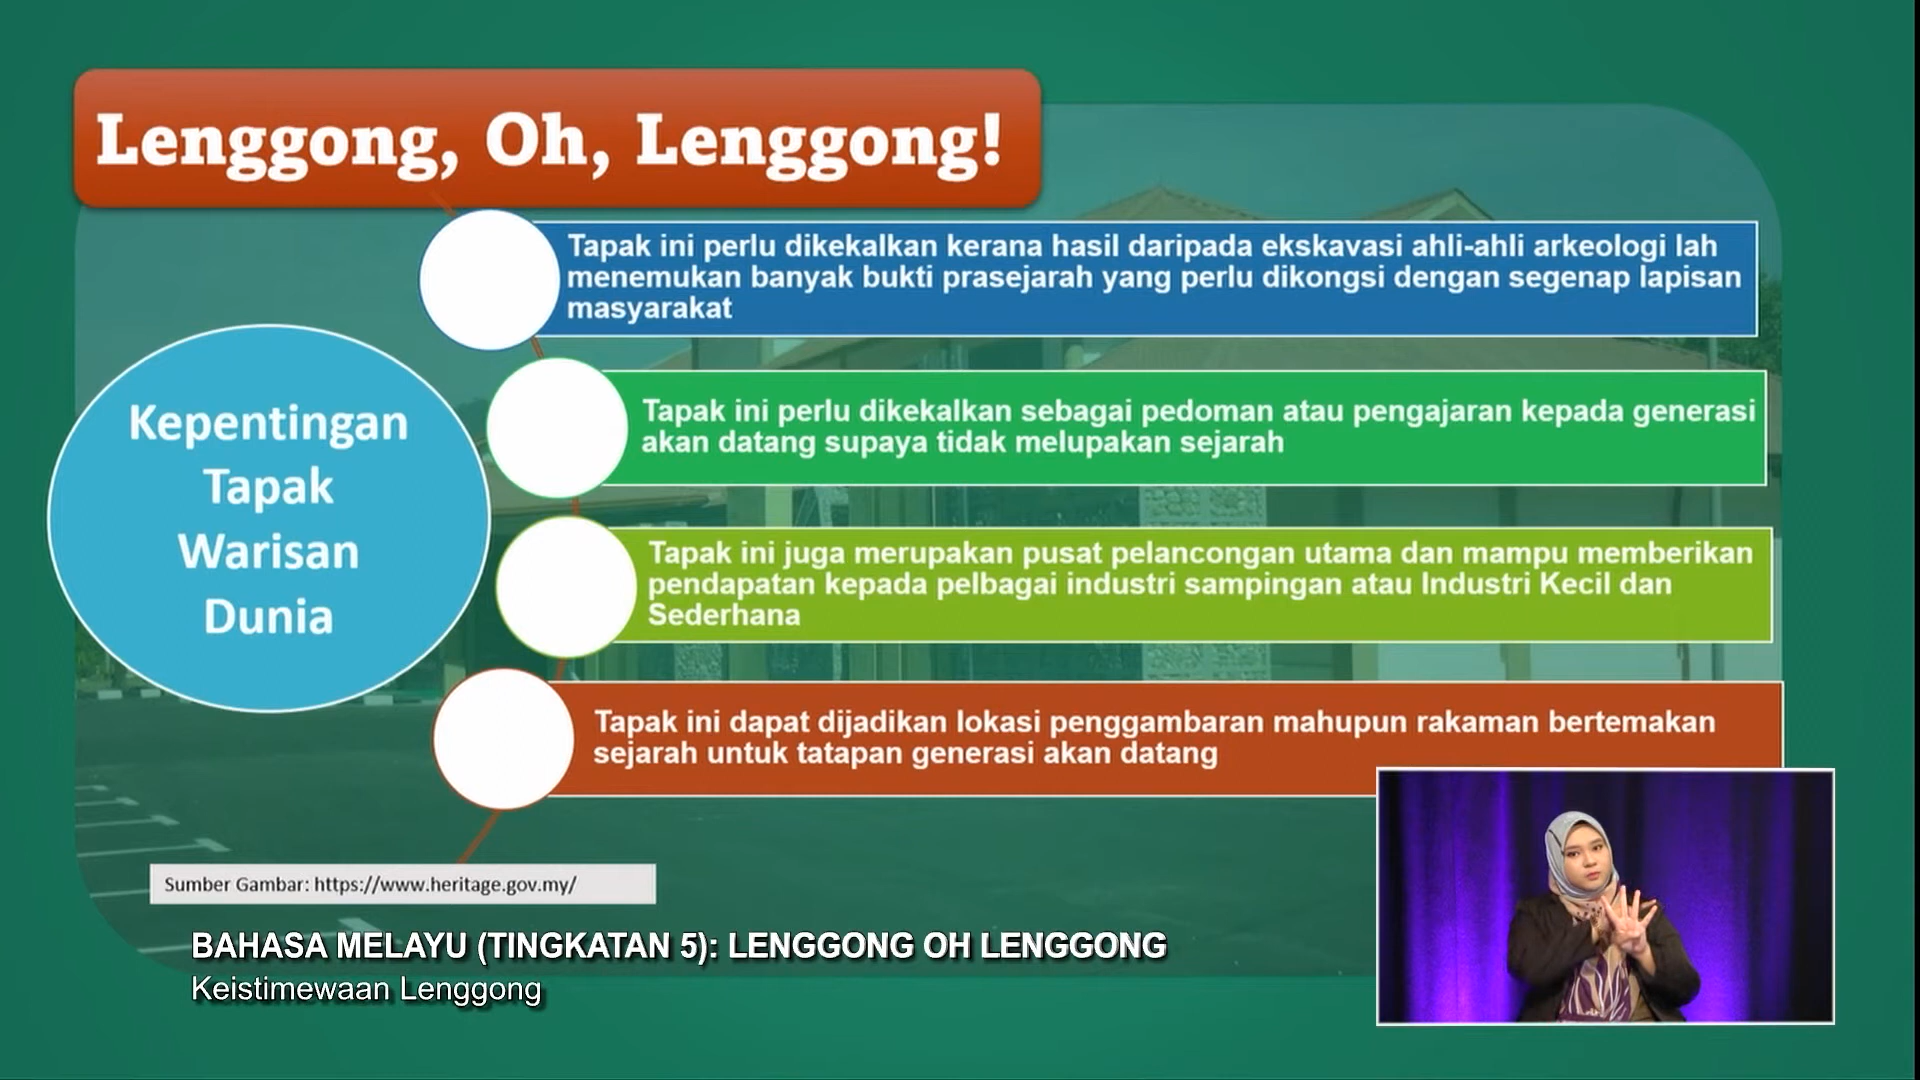 Lenggong, Oh, Lenggong!
Tapak ini perlu dikekalkan kerana hasil daripada ekskavasi ahli-ahli arkeologi lah
menemukan banyak bukti prasejarah yang perlu dikongsi dengan segenap lapisan
masyarakat
Kepentingan
Tapak
Warisan
Dunia
Tapak ini perlu dikekalkan sebagai pedoman atau pengajaran kepada generasi
akan datang supaya tidak melupakan sejarah
Tapak ini juga merupakan pusat pelancongan utama dan mampu memberikan
pendapatan kepada pelbagai industri sampingan atau Industri Kecil dan
Sederhana
Tapak ini dapat dijadikan lokasi penggambaran mahupun rakaman bertemakan
sejarah untuk tatapan generasi akan datang
Sumber Gambar: https://www.heritage.gov.my/
BAHASA MELAYU (TINGKATAN 5): LENGGONG OH LENGGONG
Keistimewaan Lenggong